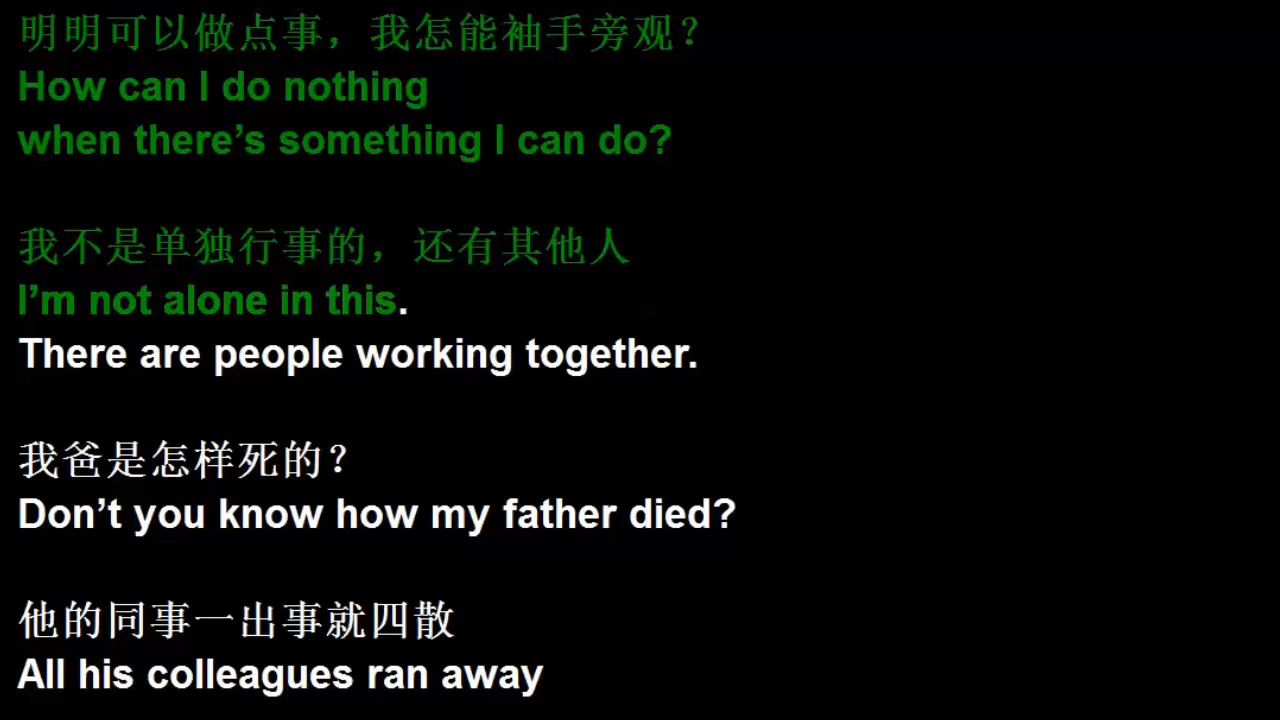 明明可以做点事，我怎能袖手旁观？
How can I do nothing
when there’s something I can do?
我不是单独行事的，还有其他人
I’m not alone in this.
There are people working together.
我爸是怎样死的？
Don’t you know how my father died?
他的同事一出事就四散
All his colleagues ran away